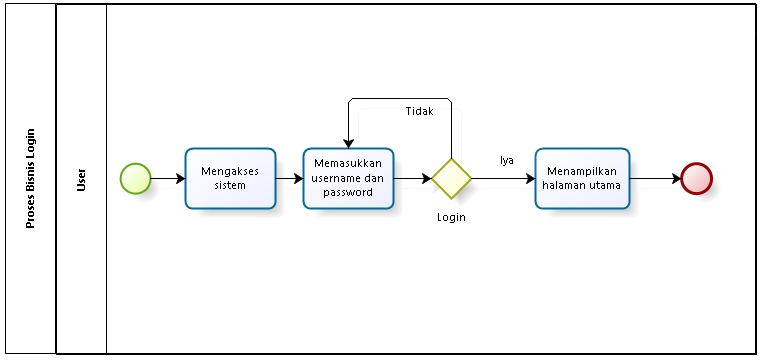 Proses Bisnis Login
User
Mengakses
sistem
Memasukkan
username dan
password
Tidak
Login
Iya
Menampilkan
halaman utama